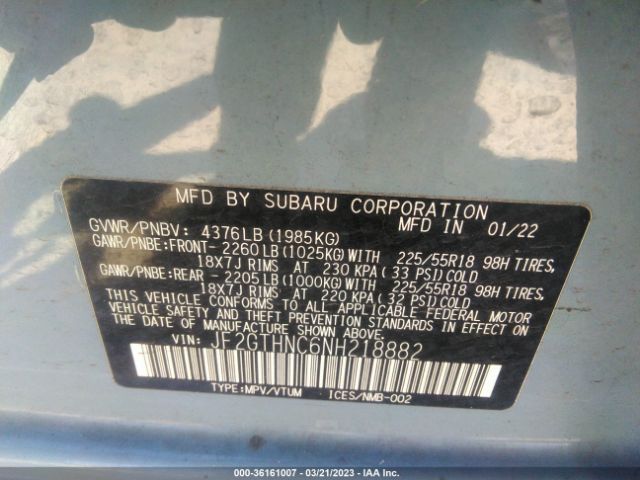 MFD BY SUBARU CORPORATION MFD IN 01/22
GVWR/PNBV: 4376LB(1985KG)
GAWR/PNBE:FRONT- 2260LB(1025KG)WITH 225/55R18 98H TIRES,
18X7J RIMS AT 230 KPA(33 PSI)COLD
GAWR/PNBE:REAR -2205LB(1000KG)WITH 225/55R18 98H TIRES,
18X7J RIMS AT 220 KPA(32 PSI)COLD
THIS VEHICLE CONFORMS TO ALL APPLICABLE FEDERAL MOTOR
VEHICLE SAFETY AND THEFT PREVENTION STANDARDS IN EFFECT ON
THE DATE OF MANUFACTURE SHOWN ABOVE.
VIN: JF2GTHNC6NH218882
TYPE:MPV/VTUM ICES/NMB-002
000-36161007 - 03/21/2023 - IAA Inc.